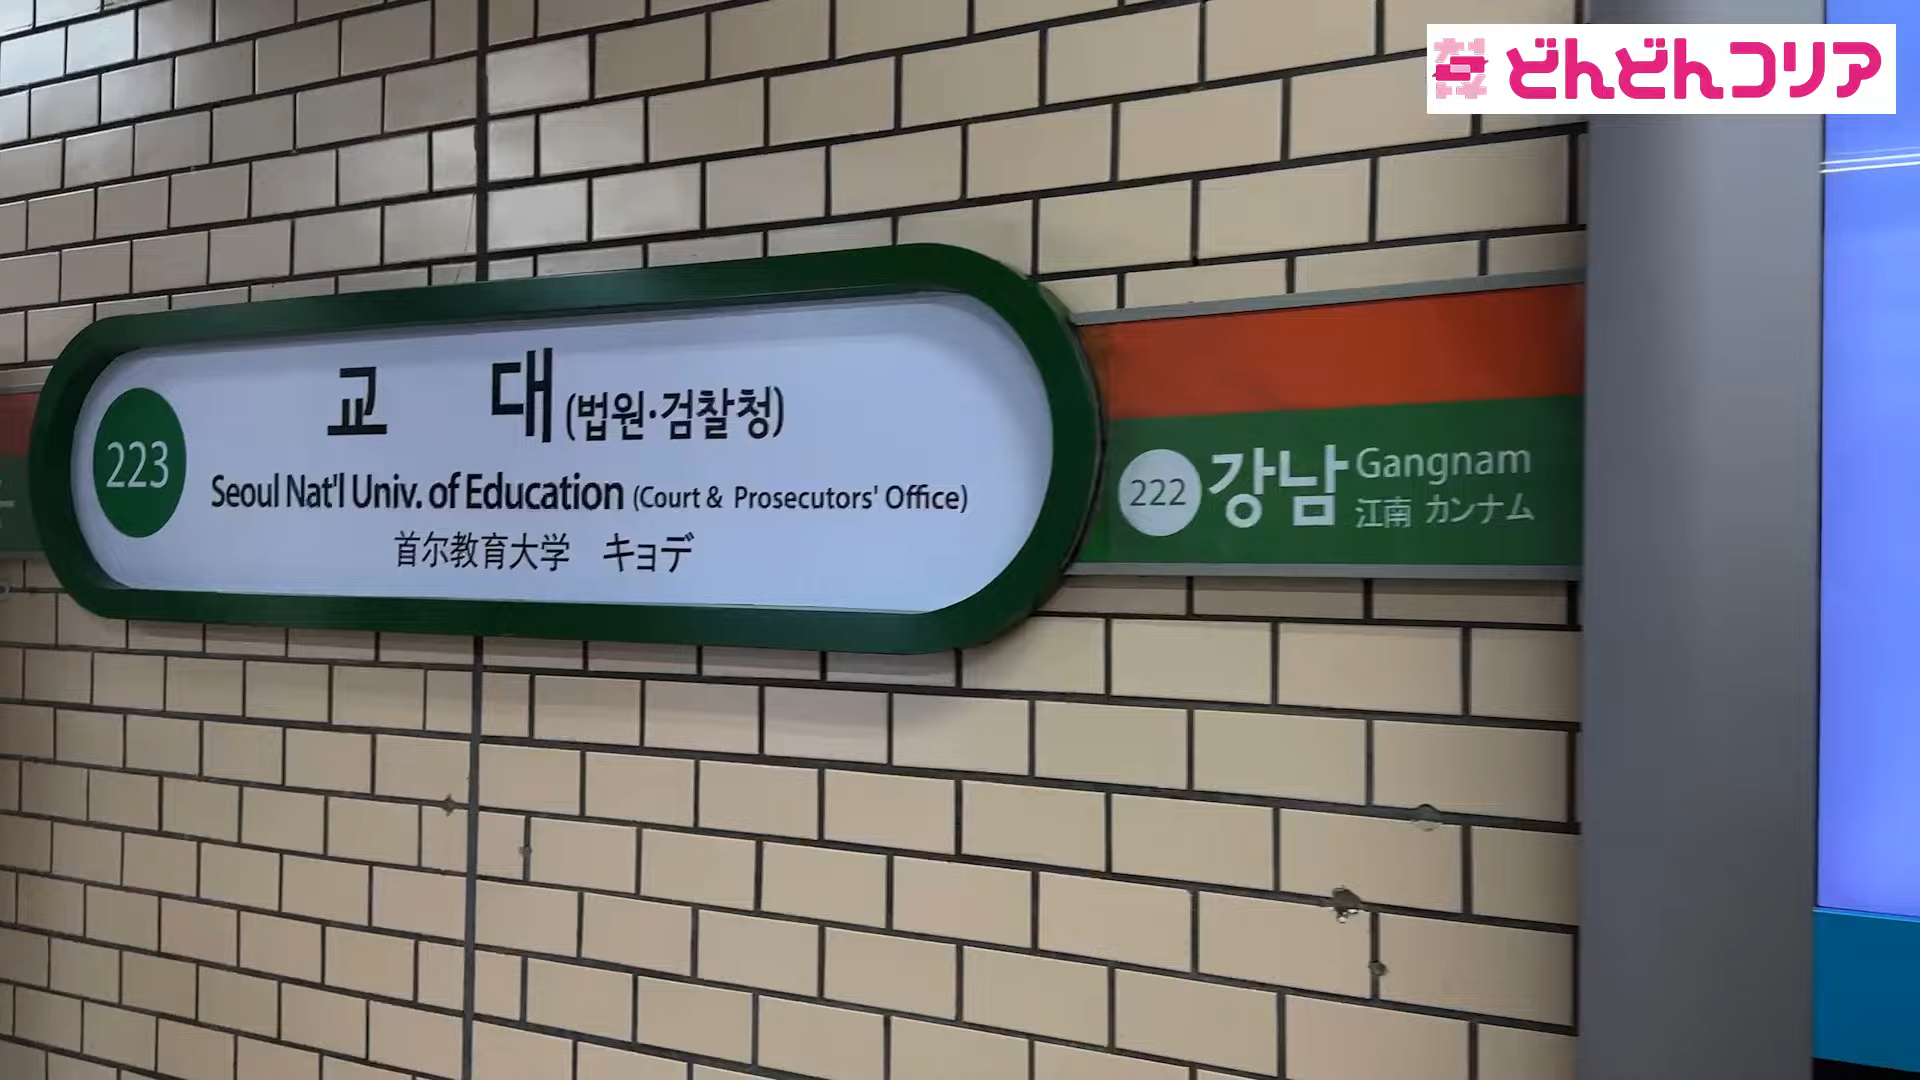 どんどんコリア
교 대 (법원·검찰청)
223
Seoul Nat'l Univ. of Education (Court & Prosecutors' Office)
首尔教育大学 キョデ
222 강남 Gangnam
江南 カンナム